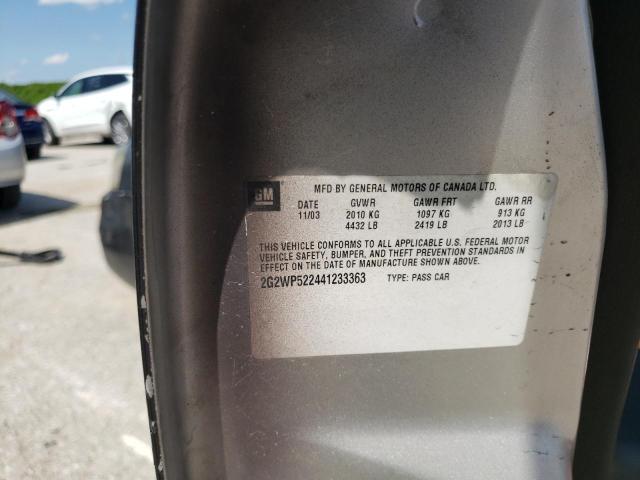 GM
MFD BY GENERAL MOTORS OF CANADA LTD.
DATE GVWR GAWR FRT GAWR RR
11/03 2010 KG 1097 KG 913 KG
4432 LB 2419 LB 2013 LB
THIS VEHICLE CONFORMS TO ALL APPLICABLE U.S. FEDERAL MOTOR
VEHICLE SAFETY, BUMPER, AND THEFT PREVENTION STANDARDS IN
EFFECT ON THE DATE OF MANUFACTURE SHOWN ABOVE.
2G2WP522441233363 TYPE: PASS CAR